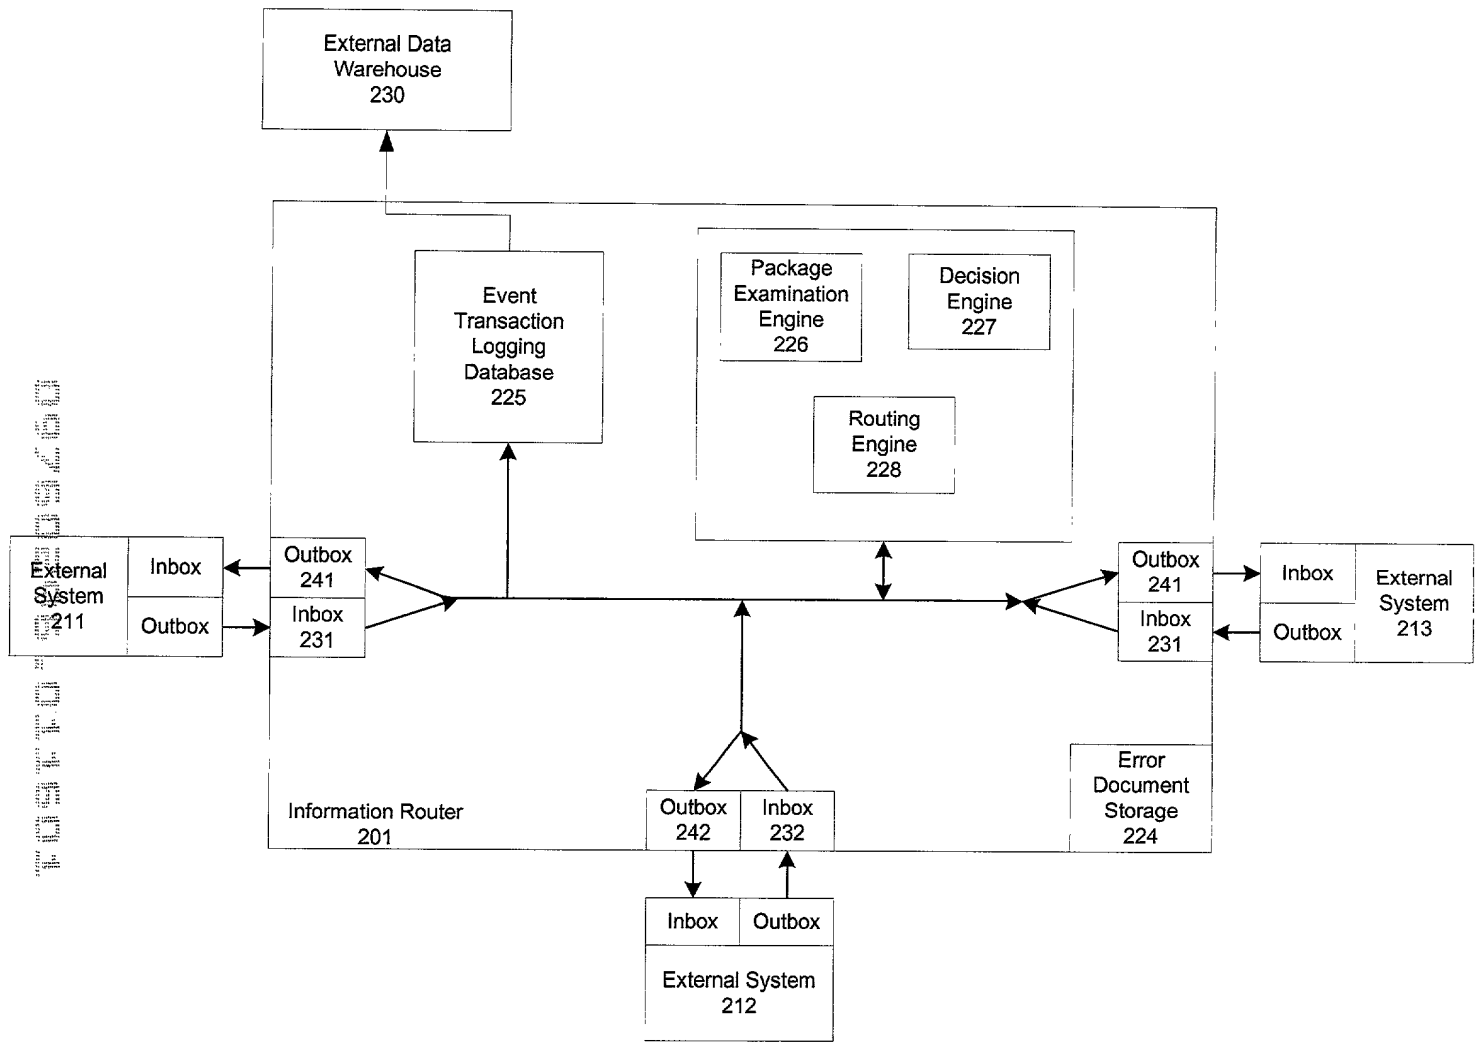 External Data
Warehouse
230
Event
Transaction
Logging
Database
225
Package
Examination
Engine
226
Decision
Engine
227
Routing
Engine
228
External
System
211
Inbox
Outbox
Outbox
241
Inbox
231
Outbox
241
Inbox
231
Inbox
Outbox
External
System
213
Information Router
201
Outbox
242
Inbox
232
Error
Document
Storage
224
Inbox
Outbox
External System
212